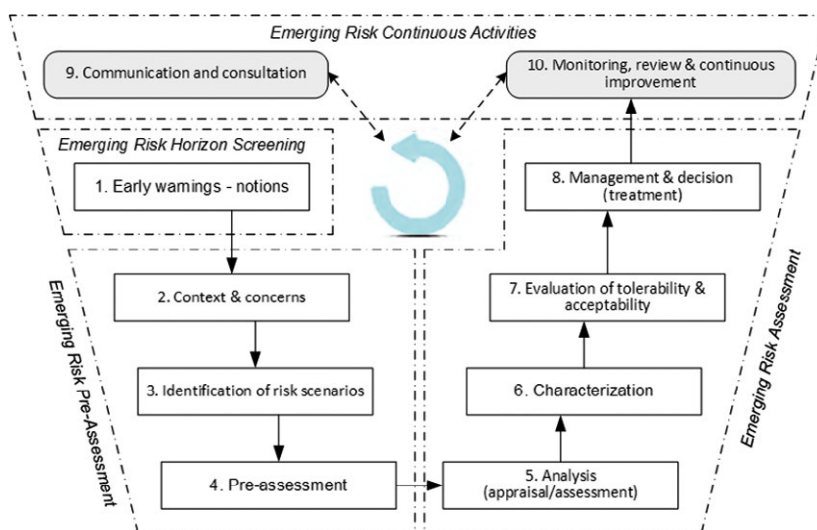 Emerging Risk Continuous Activities
9. Communication and consultation
10. Monitoring, review & continuous
improvement
Emerging Risk Horizon Screening
1. Early warnings - notions
8. Management & decision
(treatment)
Emerging Risk Pre-Assessment
2. Context & concerns
7. Evaluation of tolerability &
acceptability
Emerging Risk Assessment
3. Identification of risk scenarios
6. Characterization
4. Pre-assessment
5. Analysis
(appraisal/assessment)